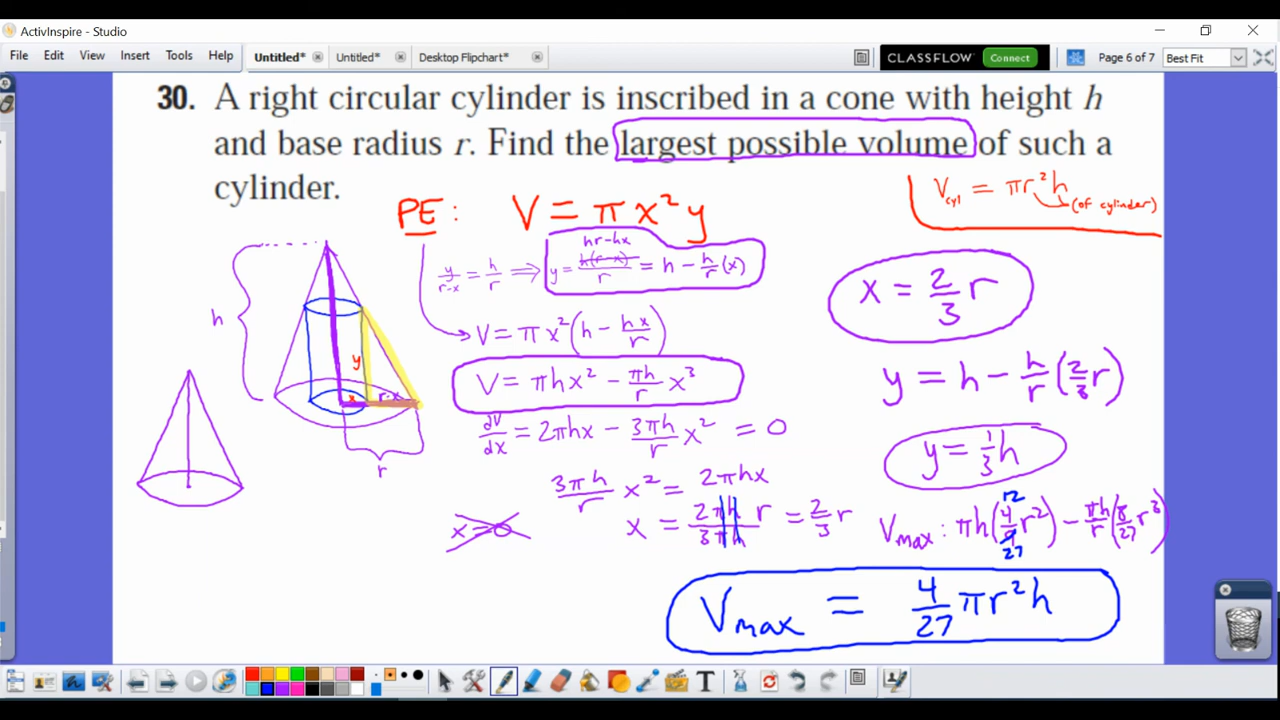 ActivInspire - Studio
File Edit View Insert Tools Help Untitled* Untitled* Desktop Flipchart* CLASSFLOW Connect Page 6 of 7 Best Fit
30. A right circular cylinder is inscribed in a cone with height h
and base radius r. Find the largest possible volume of such a
cylinder.
V_cyl = πr²h (of cylinder)
PE: V = πx²y
y/(r-x) = h/r ⟹ y = h(r-x)/r hr-hx = h - h/r (x)
V = πx²(h - hx/r)
V = πhx² - πh/r x³
dV/dx = 2πhx - 3πh/r x² = 0
3πh/r x² = 2πhx
x = 2πh/3πh r = 2/3 r
x = 0
h
y
x
r-x
r
x = 2/3 r
y = h - h/r (2/3 r)
y = 1/3 h
Vmax: πh(4/9 r²) - πh/r (8/27 r³)
12
27
Vmax = 4/27 πr²h
T